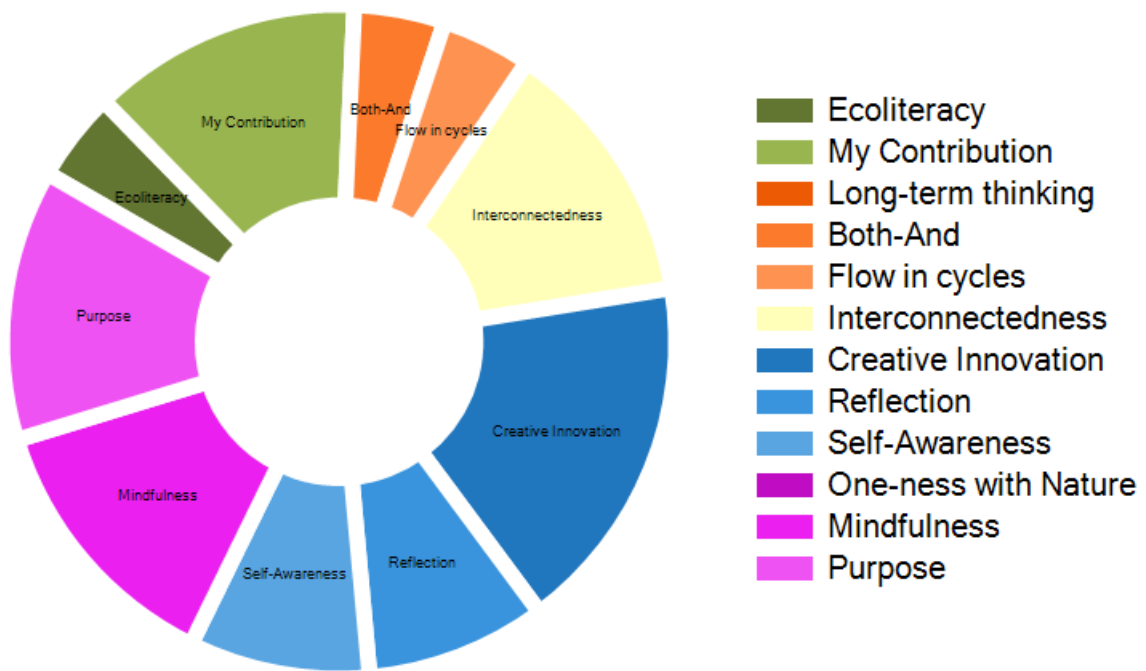 My Contribution
Both-And
Flow in cycles
Ecoliteracy
Interconnectedness
Purpose
Creative Innovation
Mindfulness
Reflection
Self-Awareness
Ecoliteracy
My Contribution
Long-term thinking
Both-And
Flow in cycles
Interconnectedness
Creative Innovation
Reflection
Self-Awareness
One-ness with Nature
Mindfulness
Purpose